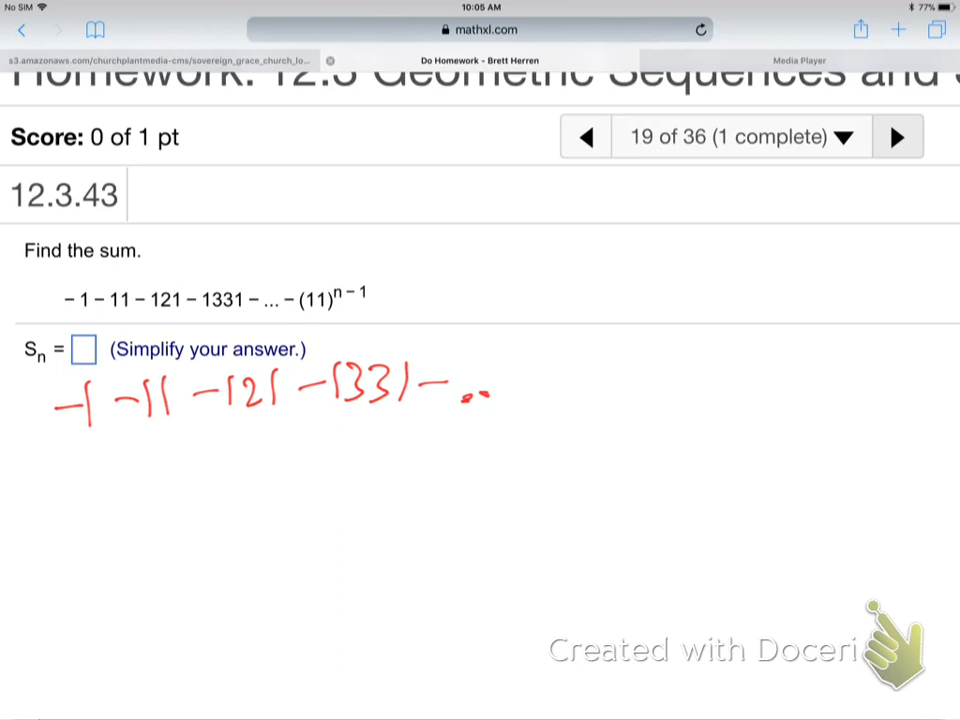 No SIM 10:05 AM 77%
mathxl.com
s3.amazonaws.com/churchplantmedia-cms/sovereign_grace_church_lo... Do Homework - Brett Herren Media Player
Homework: 12.3 Geometric Sequences and
Score: 0 of 1 pt 19 of 36 (1 complete)
12.3.43
Find the sum.
− 1 − 11 − 121 − 1331 − ... − (11)^{n − 1}
S_n = (Simplify your answer.)
-1 -11 -121 -1331 - ...
Created with Doceri